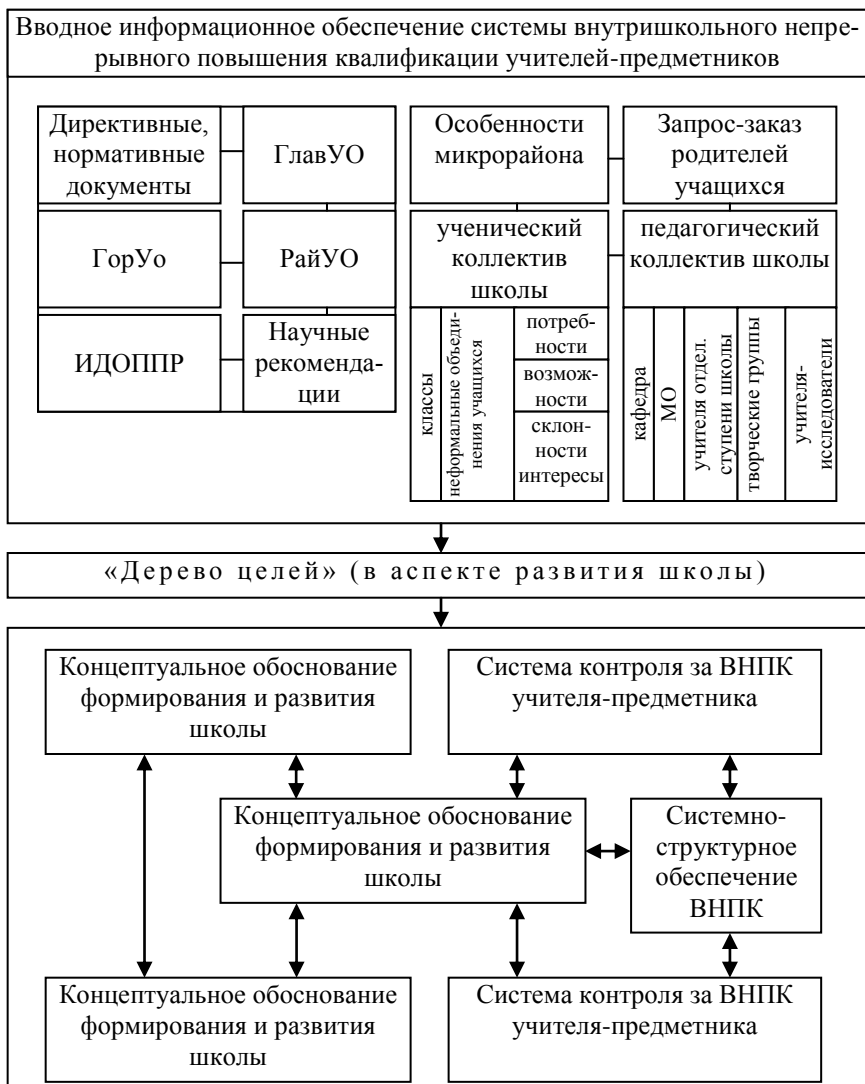 Вводное информационное обеспечение системы внутришкольного непре-
рывного повышения квалификации учителей-предметников
Директивные,
нормативные
документы
ГлавУО
ГорУо
РайУО
ИДОППР
Научные
рекоменда-
ции
Особенности
микрорайона
Запрос-заказ
родителей
учащихся
ученический
коллектив
школы
педагогический
коллектив школы
классы
неформальные объеди-
нения учащихся
потреб-
ности
возмож-
ности
склон-
ности
интересы
кафедра
МО
учителя отдел.
ступени школы
творческие группы
учителя-
исследователи
«Дерево целей» (в аспекте развития школы)
Концептуальное обоснование
формирования и развития
школы
Система контроля за ВНПК
учителя-предметника
Концептуальное обоснование
формирования и развития
школы
Системно-
структурное
обеспечение
ВНПК
Концептуальное обоснование
формирования и развития
школы
Система контроля за ВНПК
учителя-предметника